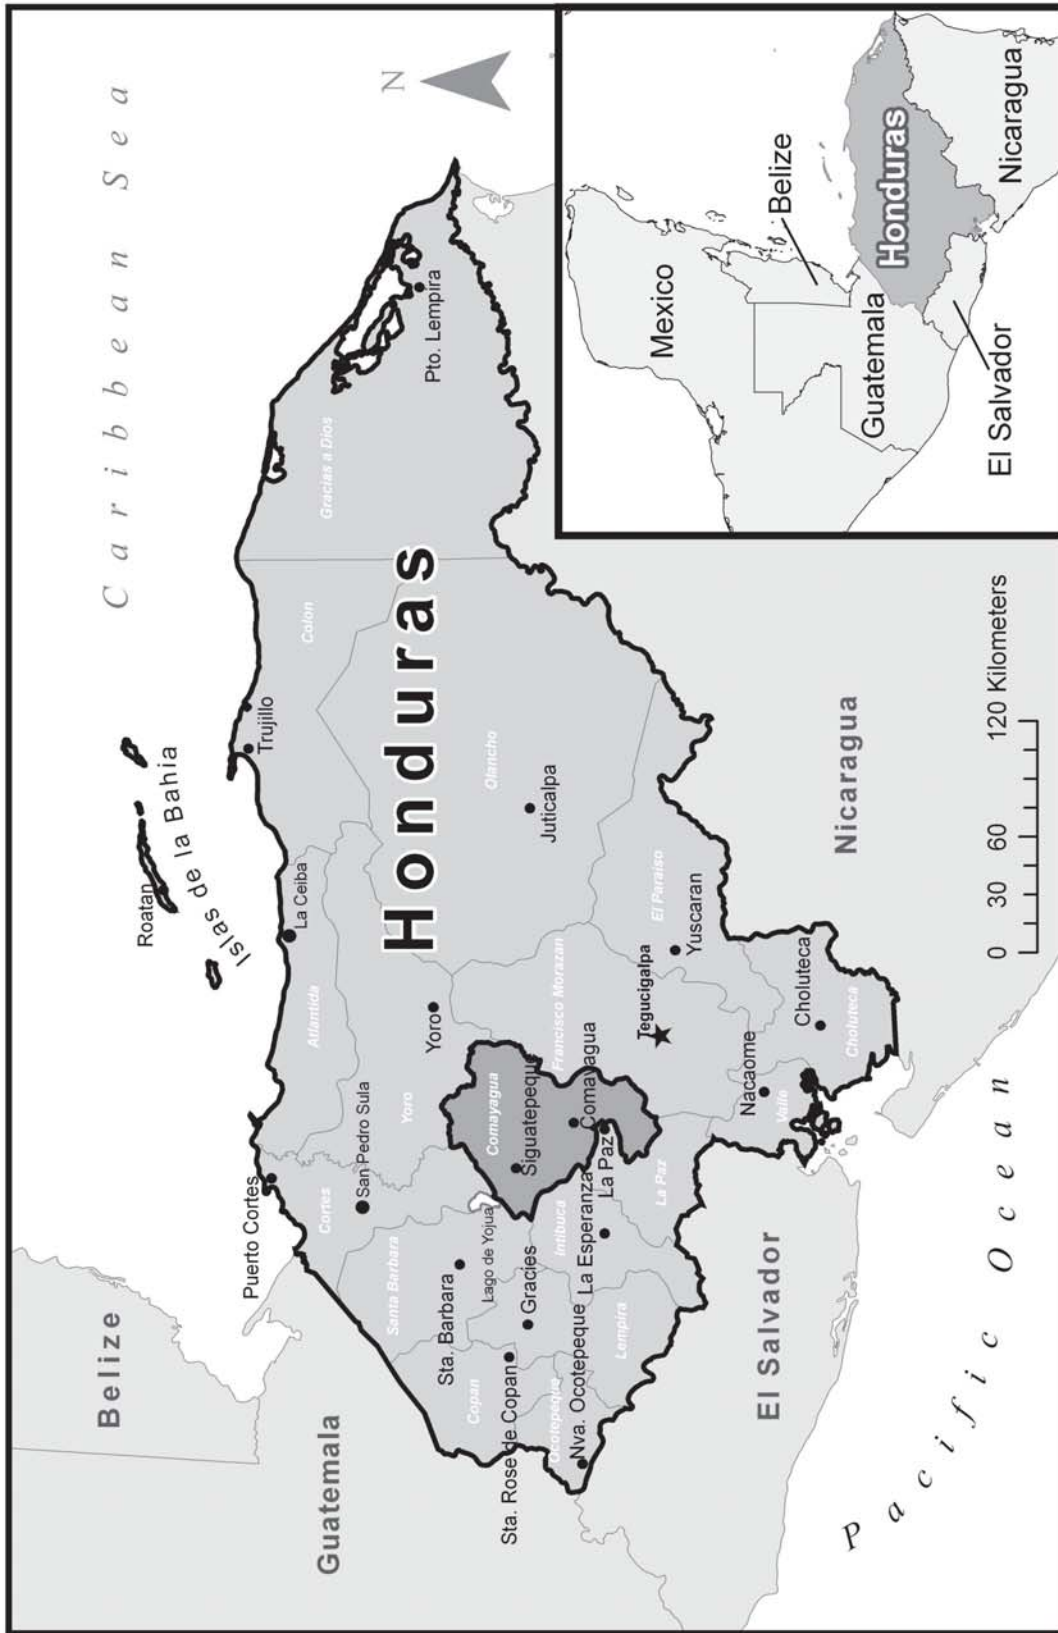 Caribbean Sea
N
Belize
Guatemala
Roatan
Islas de la Bahia
Puerto Cortes
La Ceiba
Trujillo
Atlantida
Colon
Gracias a Dios
Pto. Lempira
Cortes
San Pedro Sula
Yoro
Yoro
Honduras
Santa Barbara
Sta. Barbara
Lago de Yojua
Copan
Sta. Rose de Copan
Gracies
Comayagua
Siguatepeque
Comayagua
Olancho
Juticalpa
Ocotepeque
Nva. Ocotepeque
Intibuca
La Esperanza
La Paz
La Paz
Lempira
Francisco Morazan
Tegucigalpa
El Paraiso
Yuscaran
Nacaome
Valle
Choluteca
Choluteca
El Salvador
Nicaragua
Pacific Ocean
0 30 60 120 Kilometers
Mexico
Belize
Guatemala
Honduras
El Salvador
Nicaragua